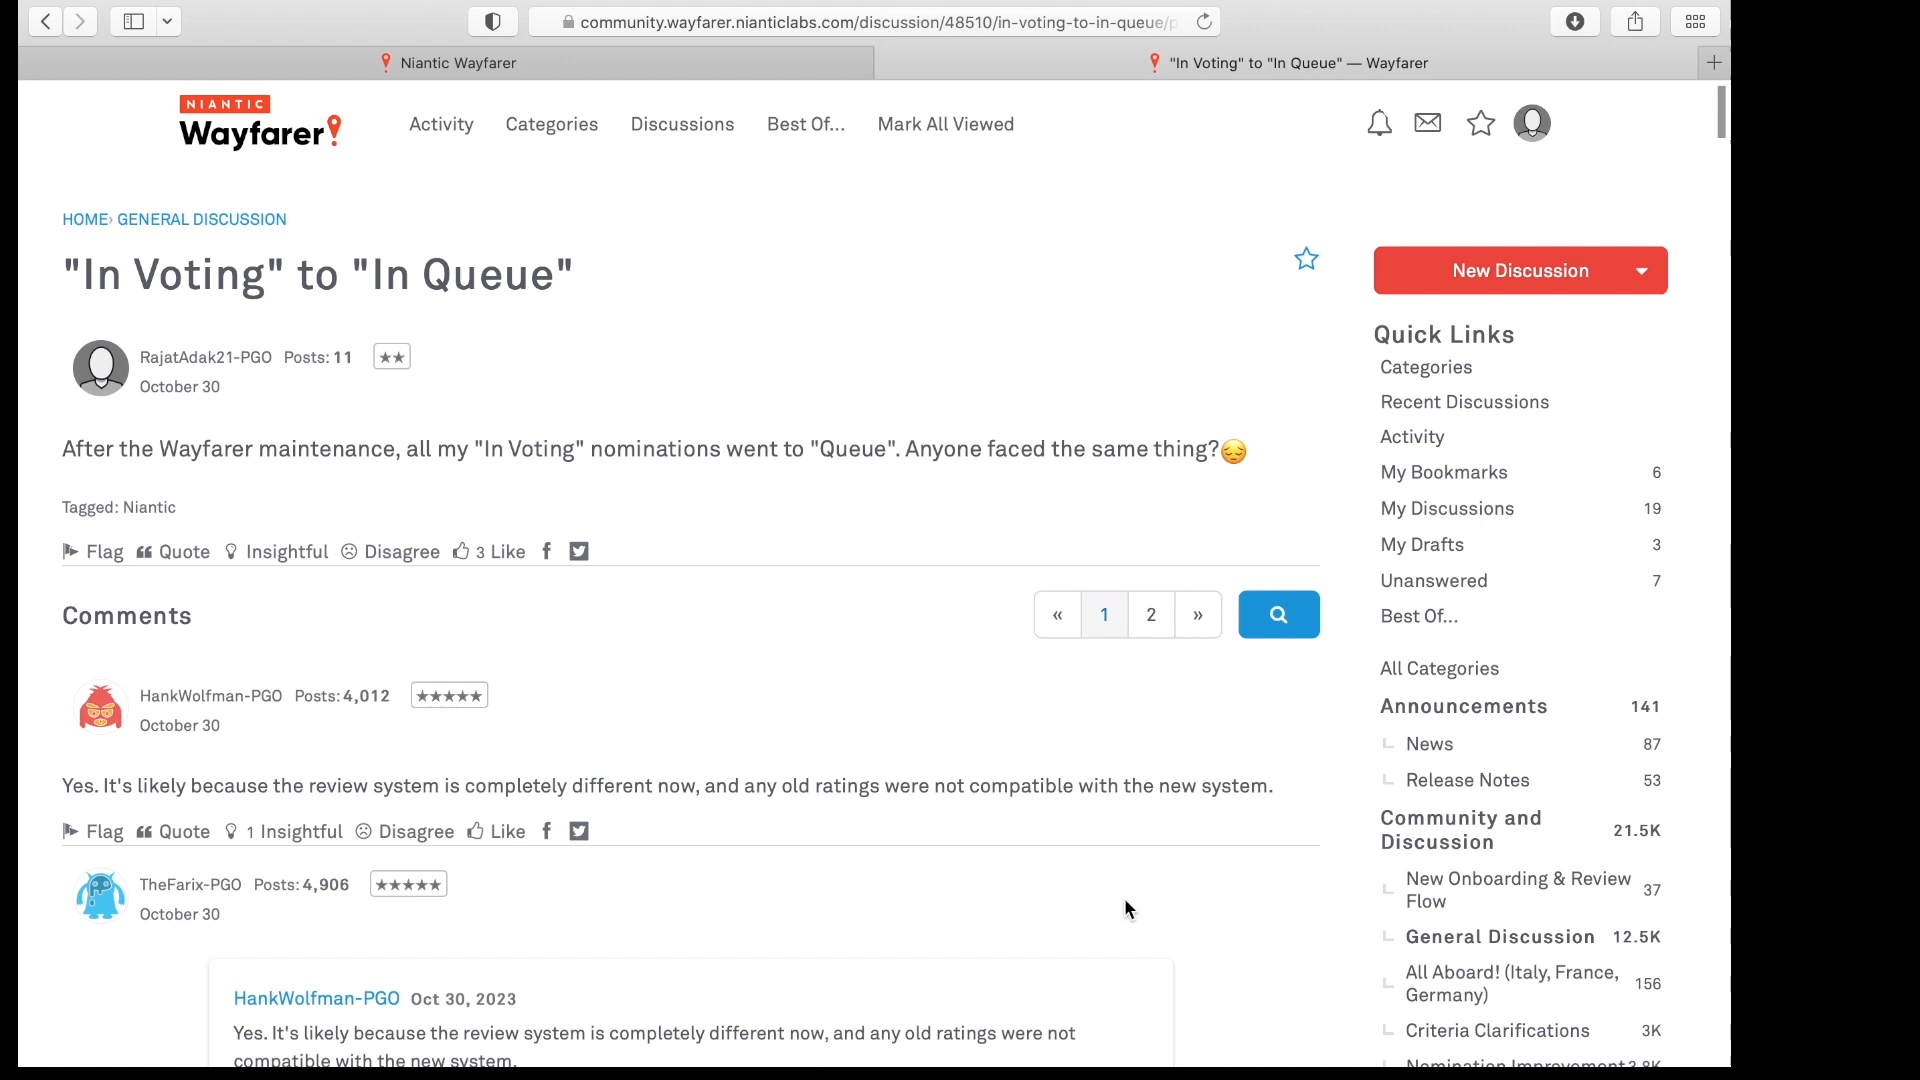 community.wayfarer.nianticlabs.com/discussion/48510/in-voting-to-in-queue/p
Niantic Wayfarer
"In Voting" to "In Queue" — Wayfarer
NIANTIC
Wayfarer
Activity Categories Discussions Best Of... Mark All Viewed
HOME› GENERAL DISCUSSION
"In Voting" to "In Queue"
New Discussion
RajatAdak21-PGO Posts: 11 ★★
October 30
After the Wayfarer maintenance, all my "In Voting" nominations went to "Queue". Anyone faced the same thing?😔
Tagged: Niantic
Flag Quote Insightful Disagree 3 Like
Comments
« 1 2 »
HankWolfman-PGO Posts: 4,012 ★★★★★
October 30
Yes. It's likely because the review system is completely different now, and any old ratings were not compatible with the new system.
Flag Quote 1 Insightful Disagree Like
TheFarix-PGO Posts: 4,906 ★★★★★
October 30
HankWolfman-PGO Oct 30, 2023
Yes. It's likely because the review system is completely different now, and any old ratings were not
compatible with the new system.
Quick Links
Categories
Recent Discussions
Activity
My Bookmarks 6
My Discussions 19
My Drafts 3
Unanswered 7
Best Of...
All Categories
Announcements 141
News 87
Release Notes 53
Community and
Discussion 21.5K
New Onboarding & Review
Flow 37
General Discussion 12.5K
All Aboard! (Italy, France,
Germany) 156
Criteria Clarifications 3K
Nomination Improvement